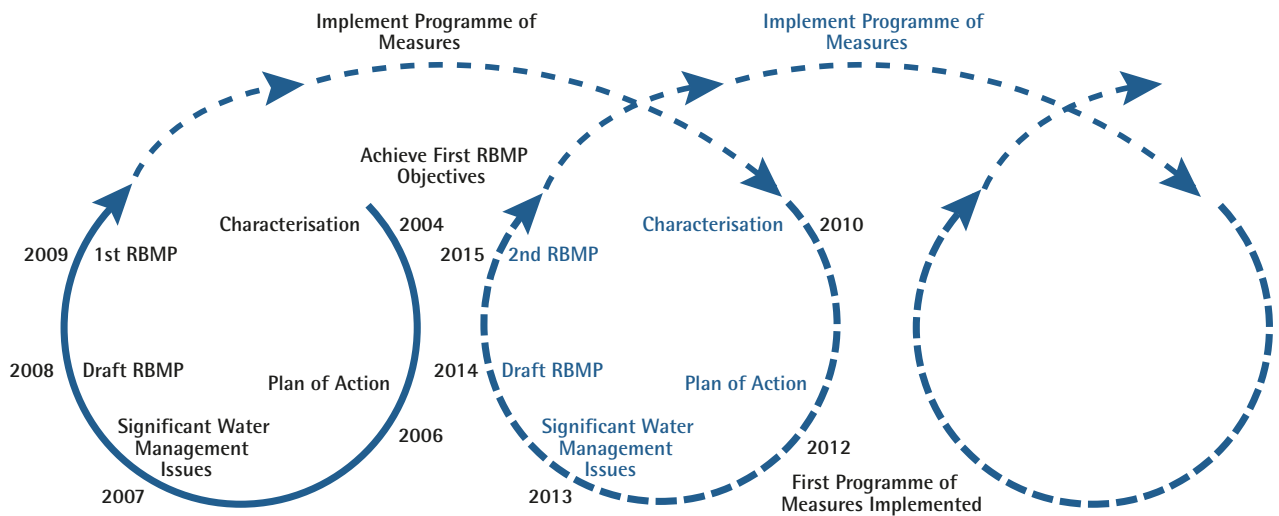 Implement Programme of
Measures
Implement Programme of
Measures
Achieve First RBMP
Objectives
Characterisation
2004
2009
1st RBMP
2008
Draft RBMP
Plan of Action
2006
Significant Water
Management
Issues
2007
Characterisation
2010
2015
2nd RBMP
2014
Draft RBMP
Plan of Action
2012
Significant Water
Management
Issues
2013
First Programme of
Measures Implemented